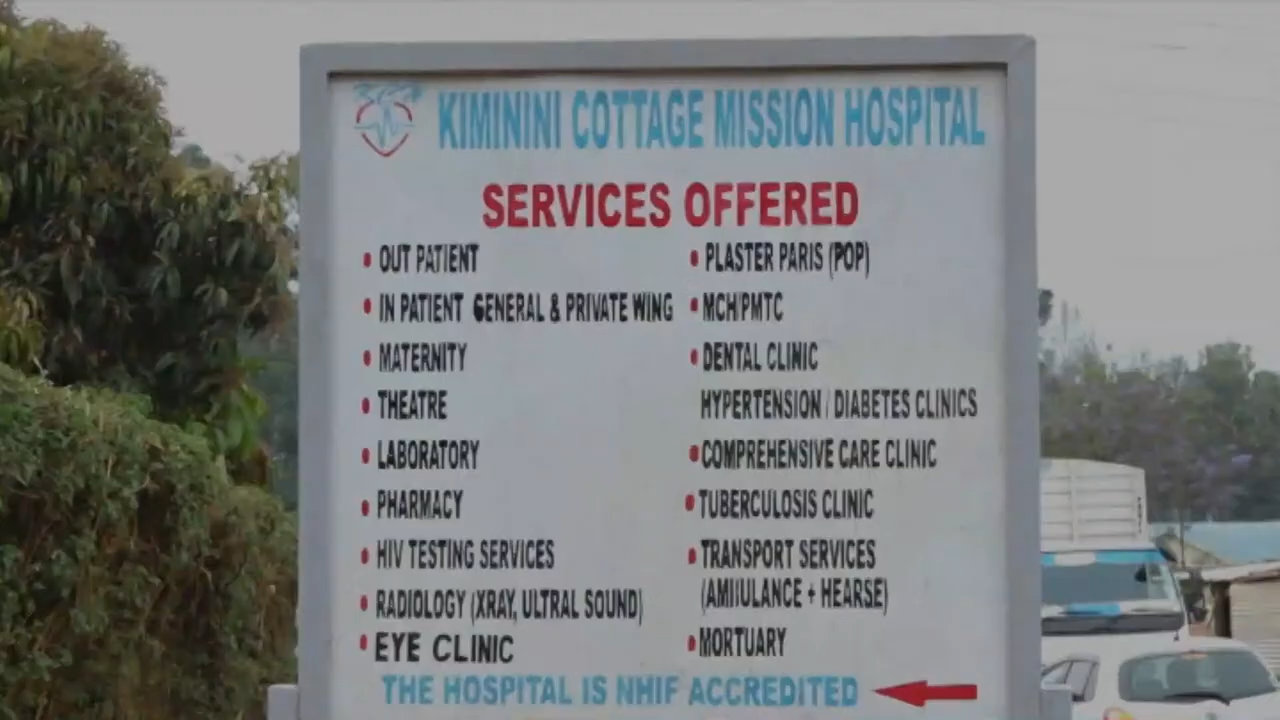 KIMININI COTTAGE MISSION HOSPITAL
SERVICES OFFERED
• OUT PATIENT
• IN PATIENT GENERAL & PRIVATE WING
• MATERNITY
• THEATRE
• LABORATORY
• PHARMACY
• HIV TESTING SERVICES
• RADIOLOGY (XRAY, ULTRAL SOUND)
• EYE CLINIC
• PLASTER PARIS (POP)
• MCH/PMTC
• DENTAL CLINIC
HYPERTENSION / DIABETES CLINICS
• COMPREHENSIVE CARE CLINIC
• TUBERCULOSIS CLINIC
• TRANSPORT SERVICES
(AMBULANCE + HEARSE)
• MORTUARY
THE HOSPITAL IS NHIF ACCREDITED